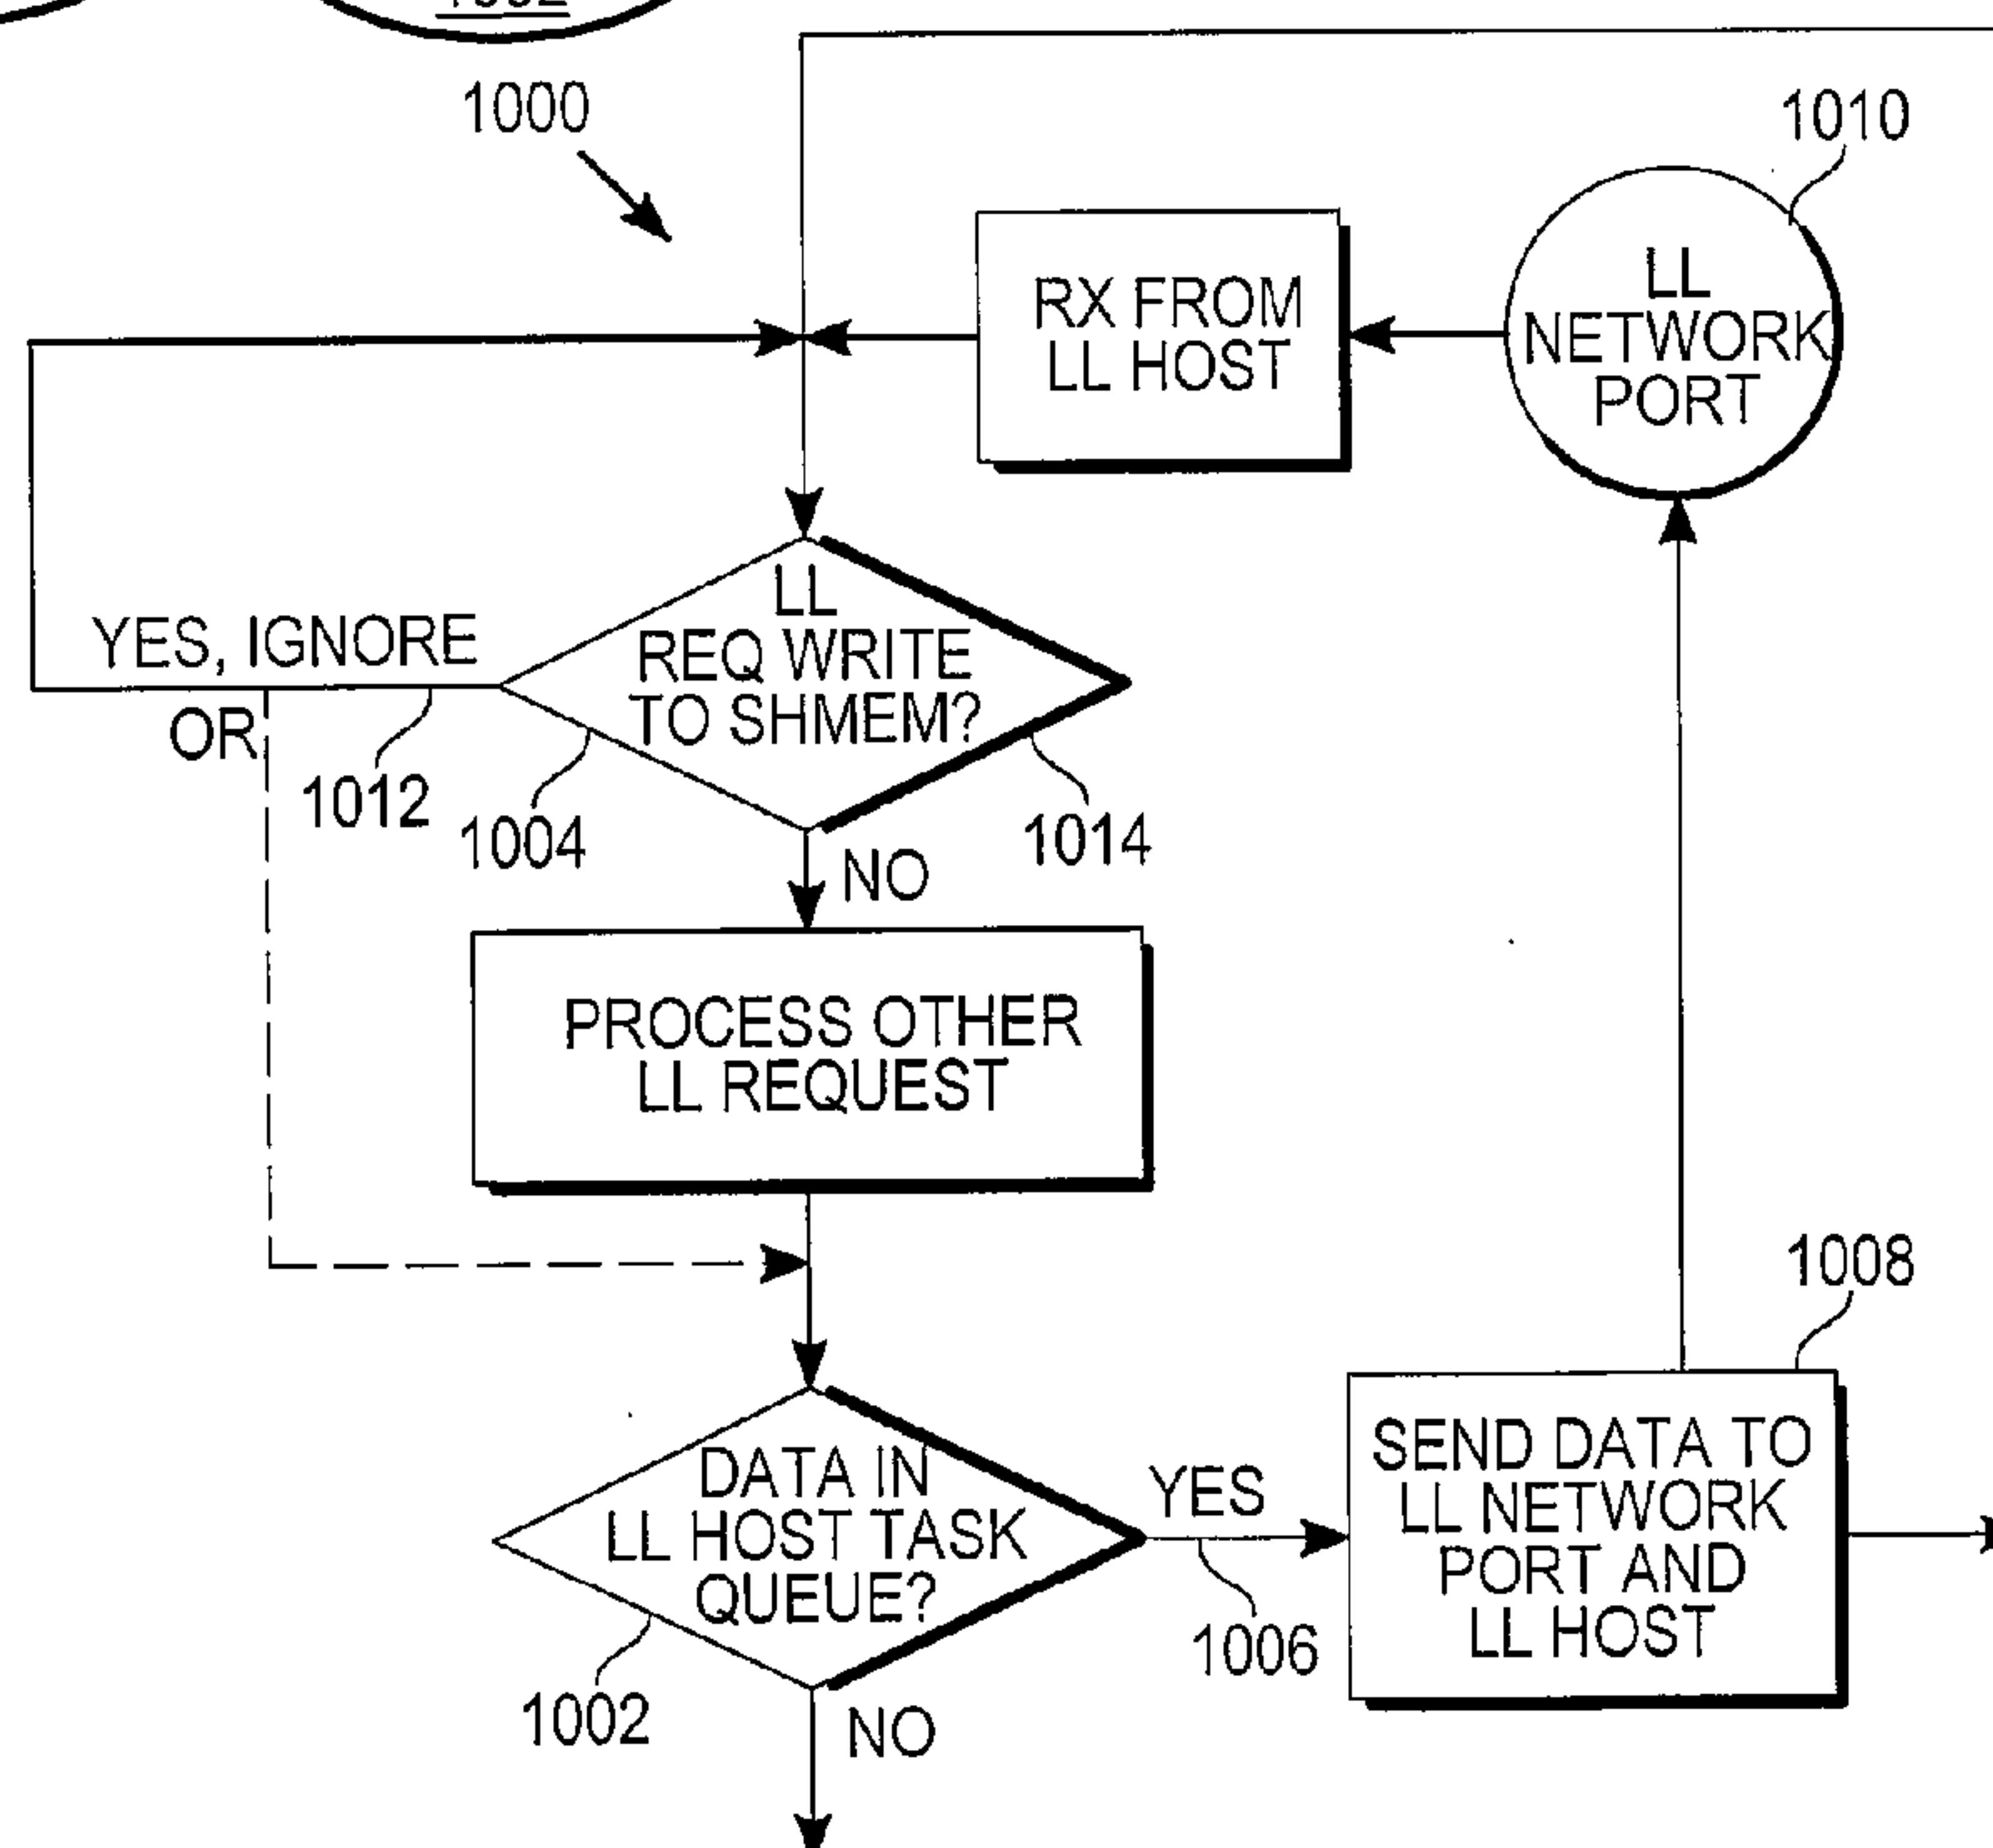 1000
1010
RX FROM
LL HOST
LL
NETWORK
PORT
LL
REQ WRITE
TO SHMEM?
YES, IGNORE
OR
1012
1004
1014
NO
PROCESS OTHER
LL REQUEST
1008
DATA IN
LL HOST TASK
QUEUE?
YES
1006
SEND DATA TO
LL NETWORK
PORT AND
LL HOST
1002
NO